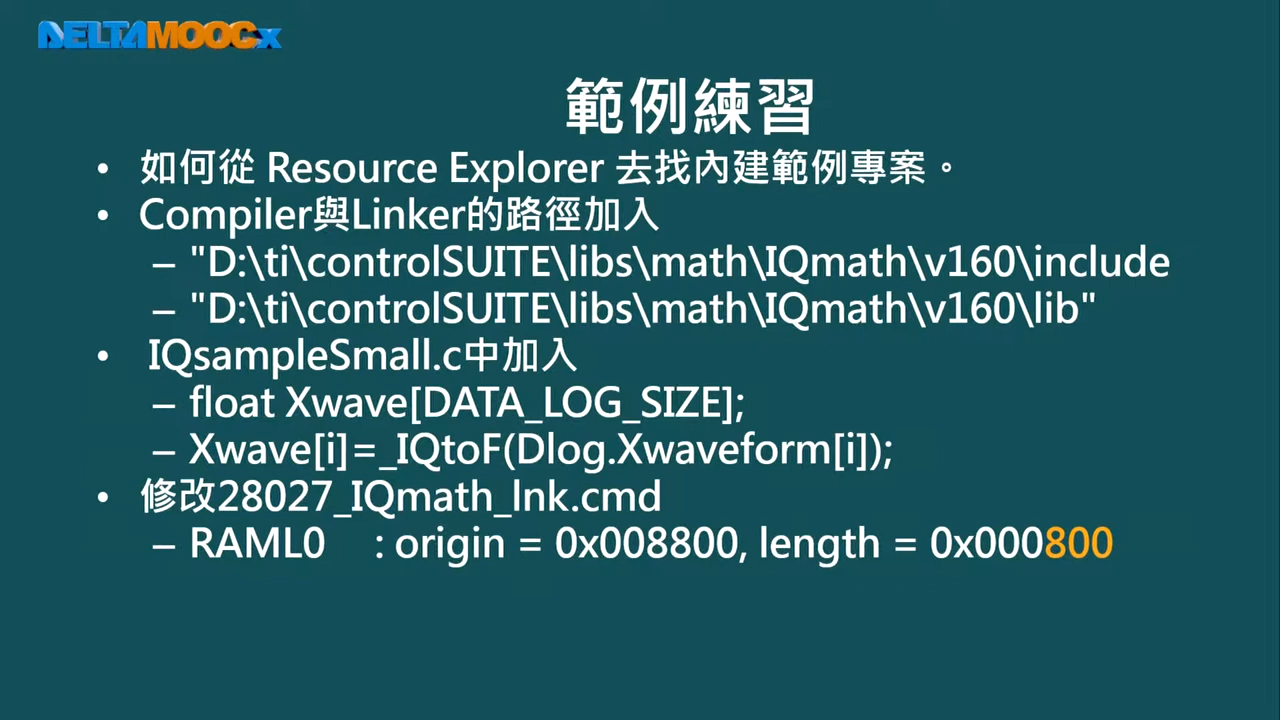 DELTAMOOCx
範例練習
• 如何從 Resource Explorer 去找內建範例專案。
• Compiler與Linker的路徑加入
– "D:\ti\controlSUITE\libs\math\IQmath\v160\include
– "D:\ti\controlSUITE\libs\math\IQmath\v160\lib"
• IQsampleSmall.c中加入
– float Xwave[DATA_LOG_SIZE];
– Xwave[i]=_IQtoF(Dlog.Xwaveform[i]);
• 修改28027_IQmath_lnk.cmd
– RAML0 : origin = 0x008800, length = 0x000800